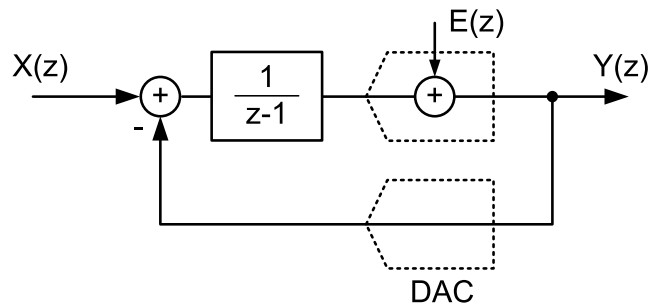 E(z)
X(z)
Y(z)
+
1
z-1
+
-
DAC